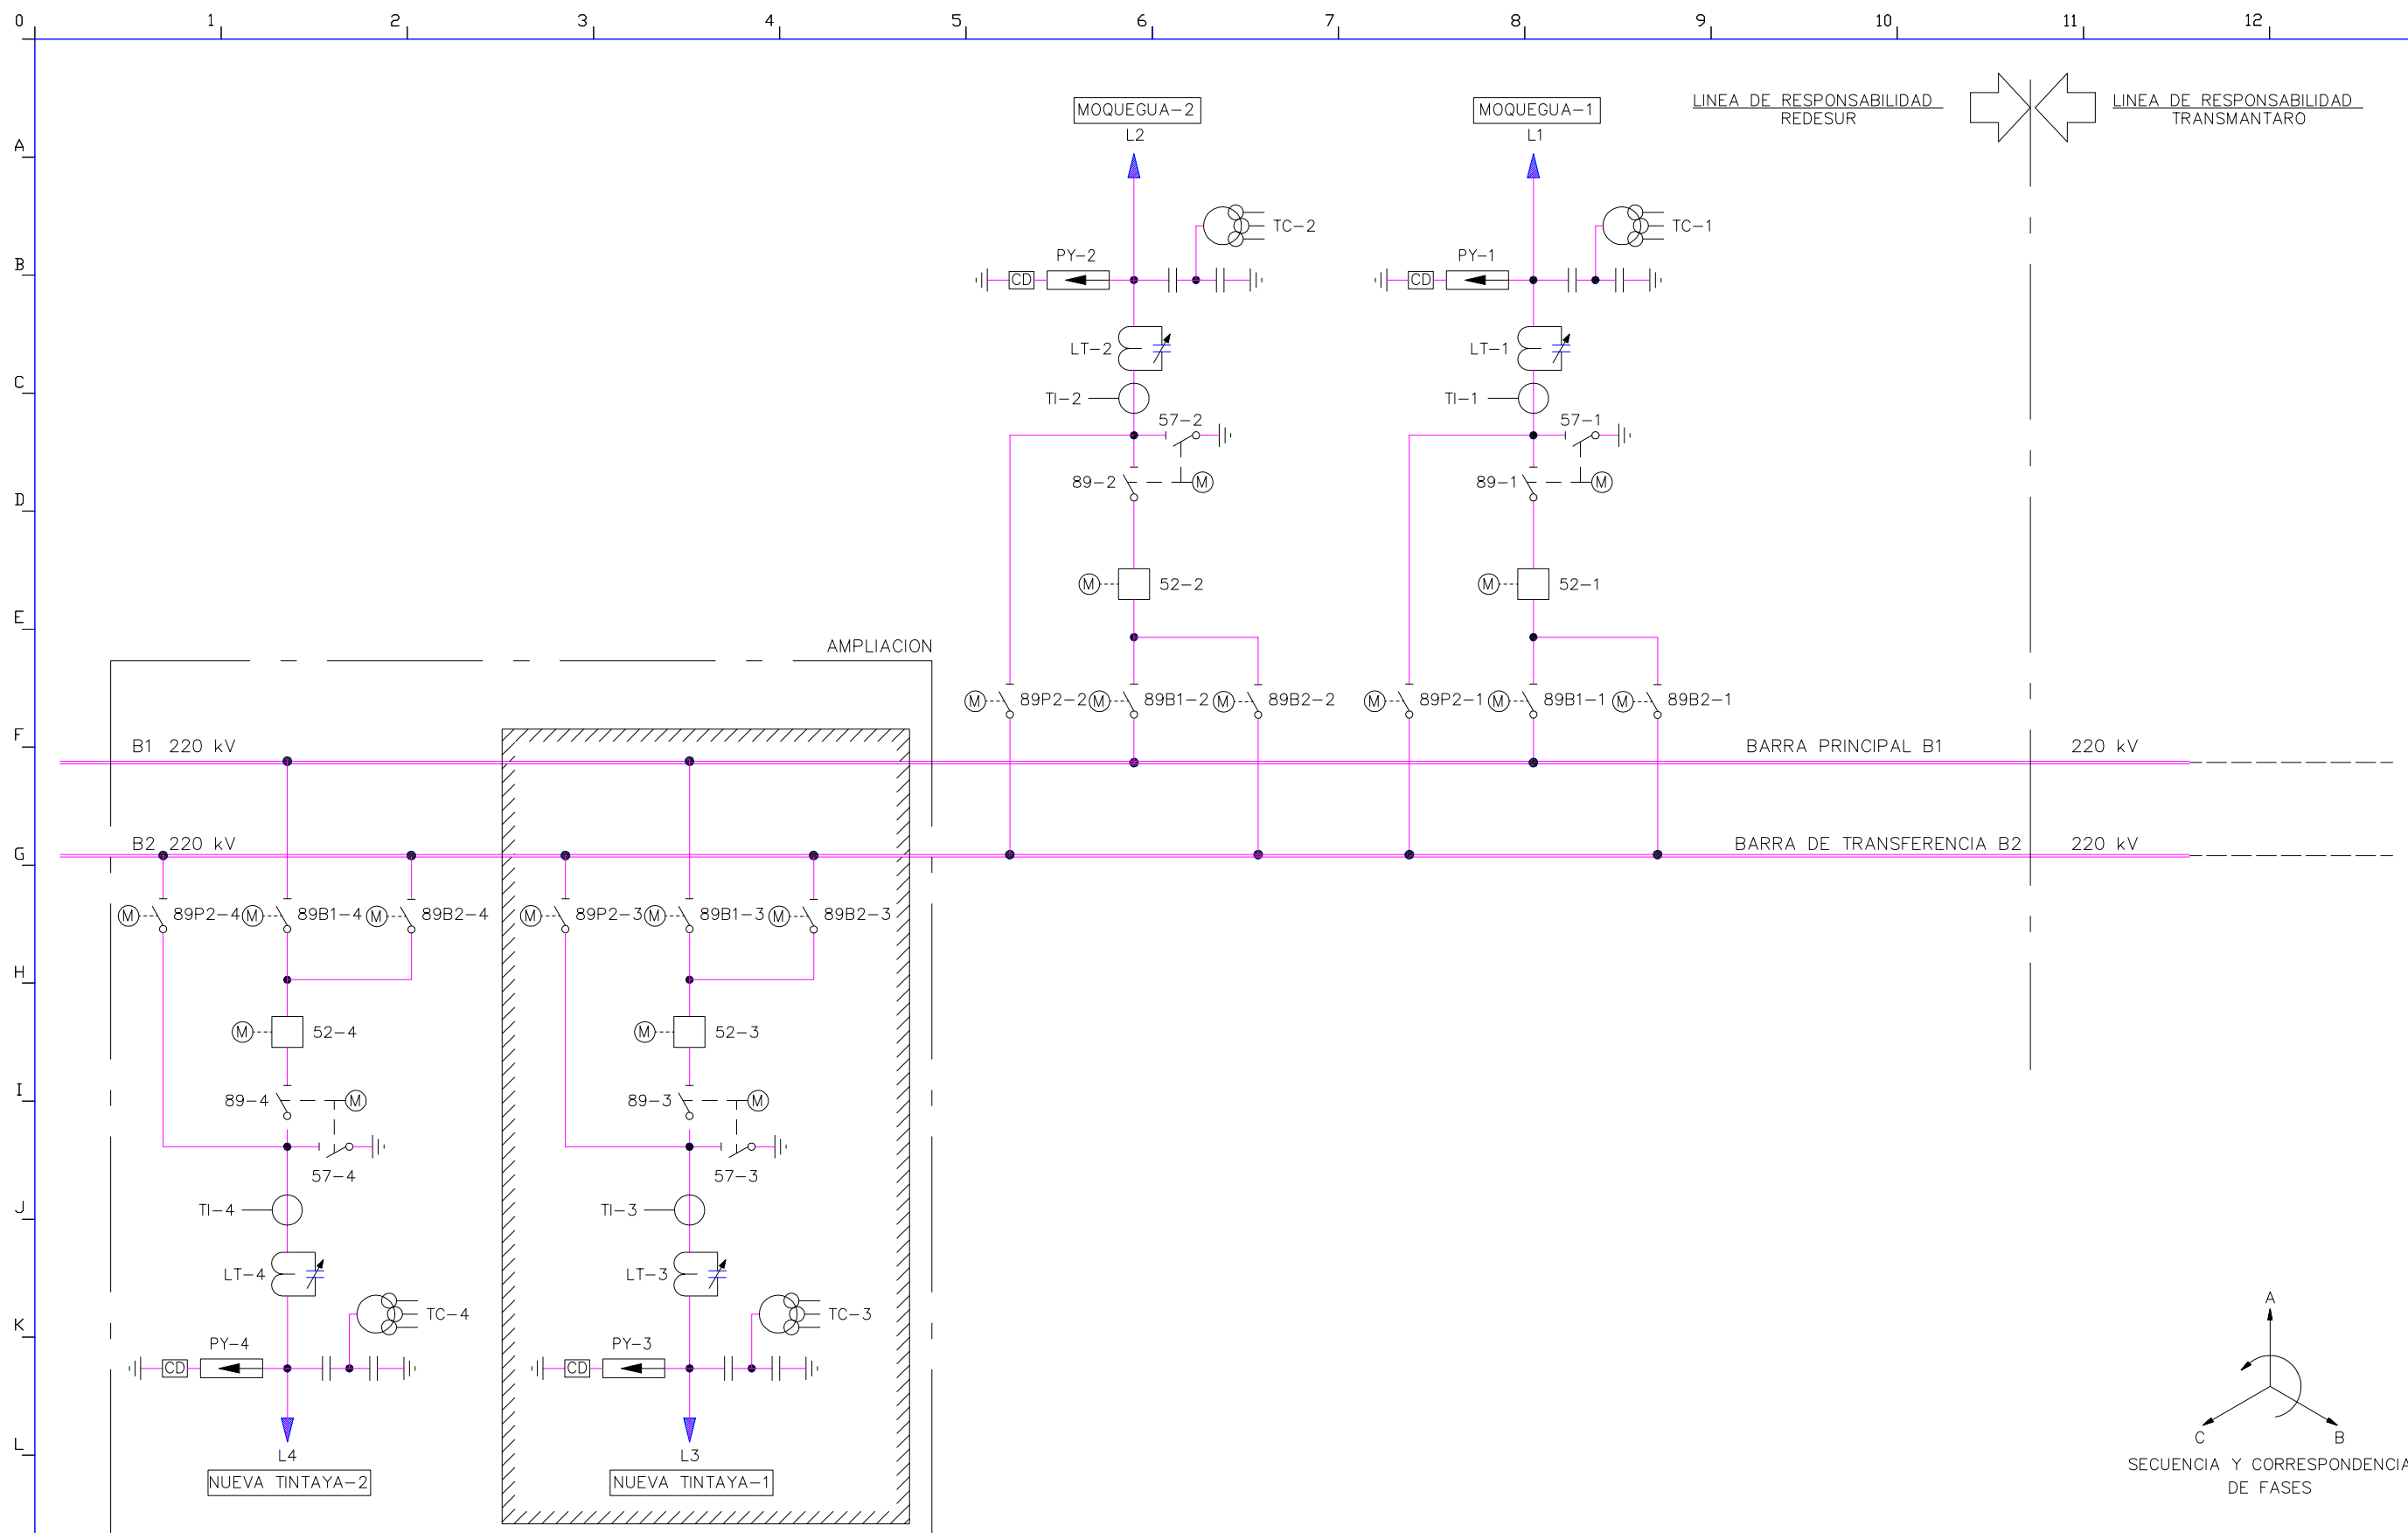 0 1 2 3 4 5 6 7 8 9 10 11 12
A
B
C
D
E
F
G
H
I
J
K
L
MOQUEGUA-2
L2
MOQUEGUA-1
L1
LINEA DE RESPONSABILIDAD
REDESUR
LINEA DE RESPONSABILIDAD
TRANSMANTARO
TC-2
PY-2
CD
LT-2
TI-2
57-2
89-2
M
M
52-2
M
89P2-2
M
89B1-2
M
89B2-2
TC-1
PY-1
CD
LT-1
TI-1
57-1
89-1
M
M
52-1
M
89P2-1
M
89B1-1
M
89B2-1
AMPLIACION
B1 220 kV
BARRA PRINCIPAL B1
220 kV
B2 220 kV
BARRA DE TRANSFERENCIA B2
220 kV
M
89P2-4
M
89B1-4
M
89B2-4
M
52-4
89-4
M
57-4
TI-4
LT-4
TC-4
PY-4
CD
L4
NUEVA TINTAYA-2
M
89P2-3
M
89B1-3
M
89B2-3
M
52-3
89-3
M
57-3
TI-3
LT-3
TC-3
PY-3
CD
L3
NUEVA TINTAYA-1
A
C
B
SECUENCIA Y CORRESPONDENCIA
DE FASES